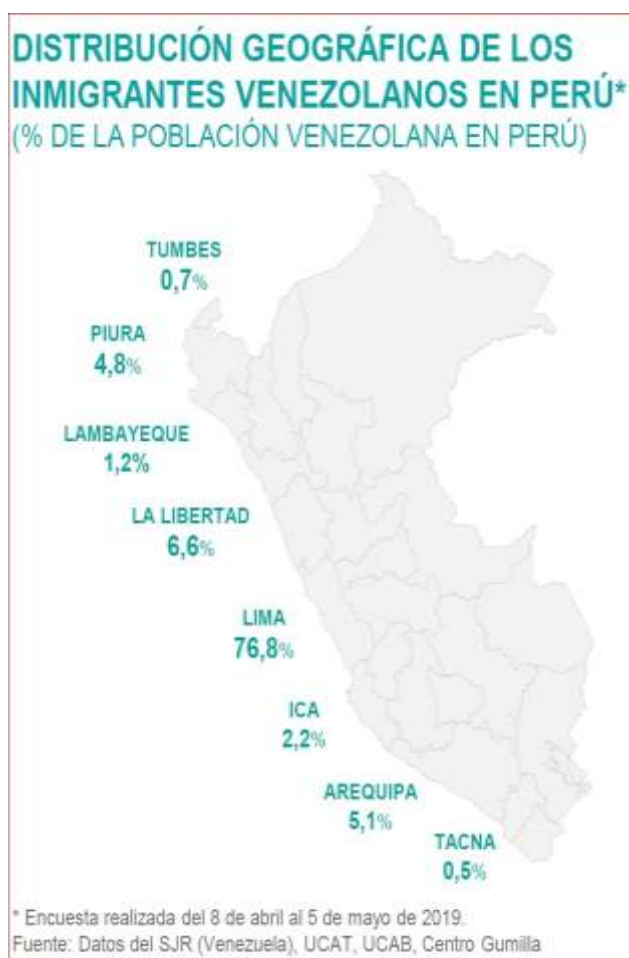 DISTRIBUCIÓN GEOGRÁFICA DE LOS
INMIGRANTES VENEZOLANOS EN PERÚ*
(% DE LA POBLACIÓN VENEZOLANA EN PERÚ)
TUMBES
0,7%
PIURA
4,8%
LAMBAYEQUE
1,2%
LA LIBERTAD
6,6%
LIMA
76,8%
ICA
2,2%
AREQUIPA
5,1%
TACNA
0,5%
* Encuesta realizada del 8 de abril al 5 de mayo de 2019.
Fuente: Datos del SJR (Venezuela), UCAT, UCAB, Centro Gumilla